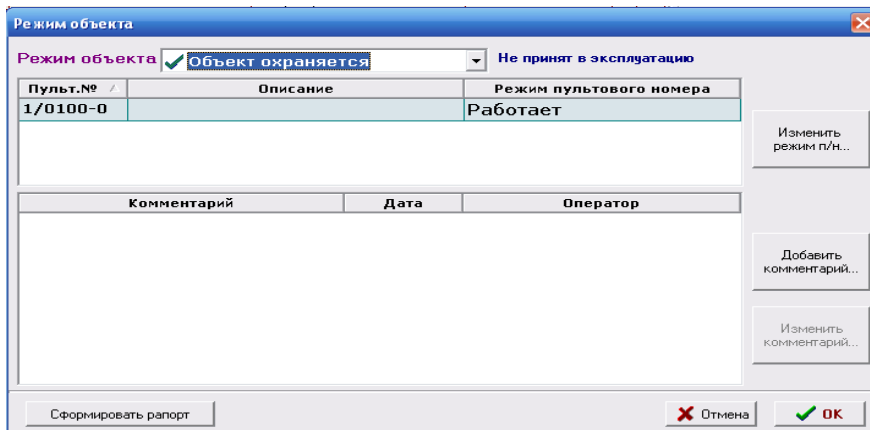 Режим объекта
Режим объекта Объект охраняется Не принят в эксплуатацию
Пульт.№ Описание Режим пультового номера
1/0100-0 Работает
Изменить
режим п/н...
Комментарий Дата Оператор
Добавить
комментарий...
Изменить
комментарий...
Сформировать рапорт Отмена ОК